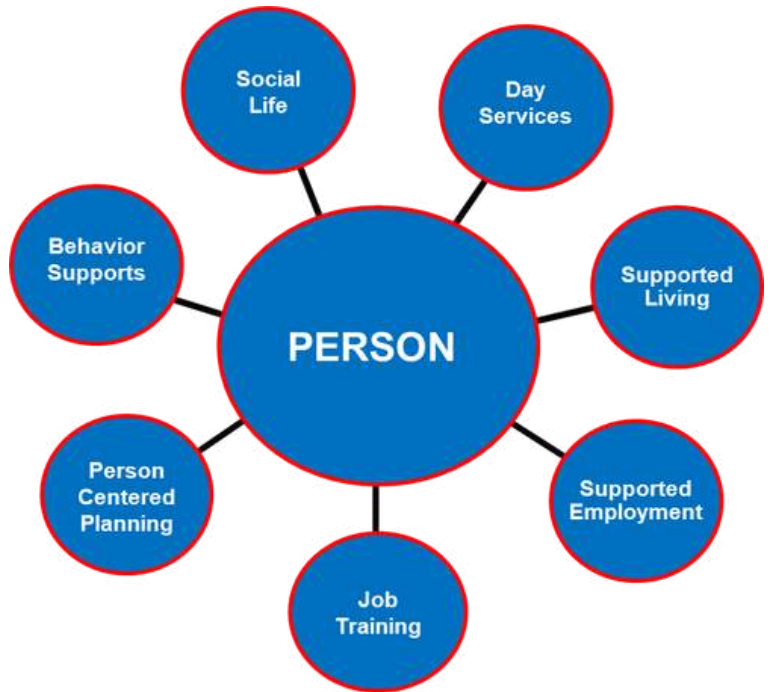 Social
Life
Day
Services
Behavior
Supports
Supported
Living
PERSON
Person
Centered
Planning
Supported
Employment
Job
Training